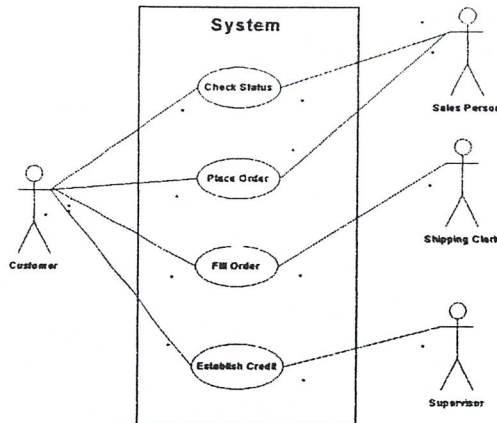 System
Check Status
Sales Person
Place Order
Shipping Clerk
Customer
Fill Order
Establish Credit
Supervisor